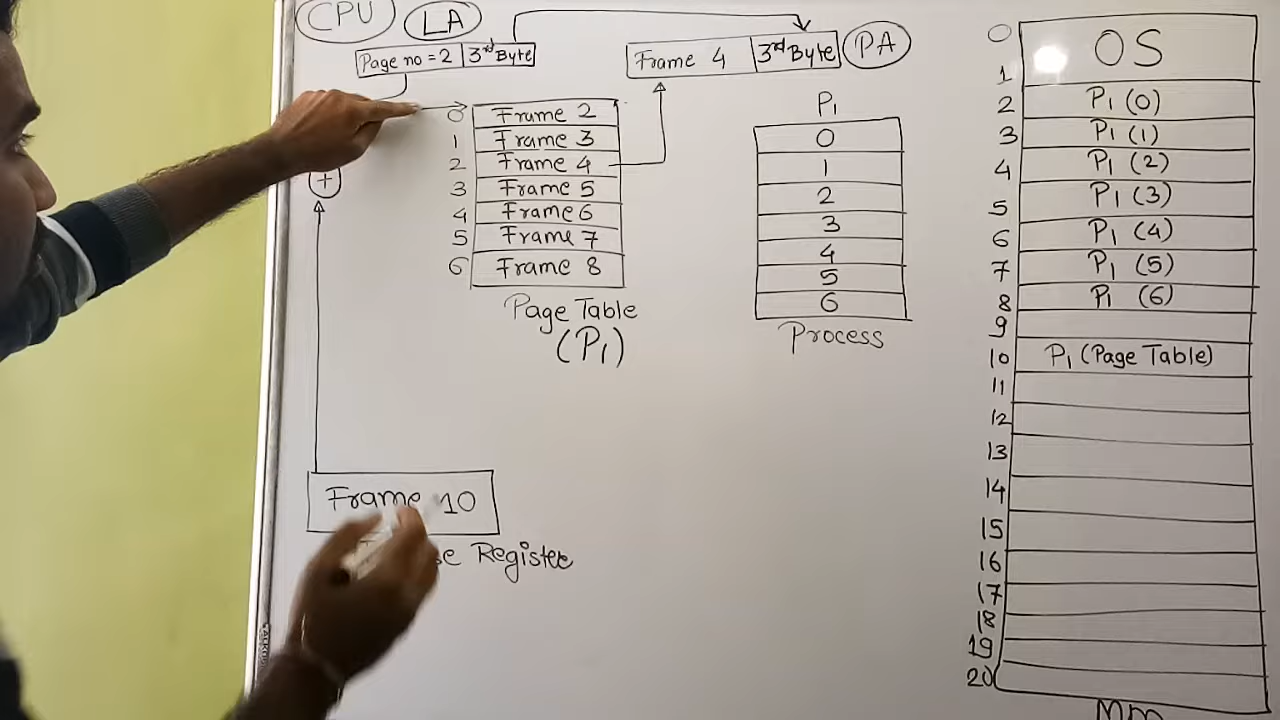 CPU
LA
Page no = 2 3rd Byte
Frame 4 3rd Byte
PA
0 Frame 2
1 Frame 3
2 Frame 4
3 Frame 5
4 Frame 6
5 Frame 7
6 Frame 8
Page Table
(P1)
+
Frame 10
Register
P1
0
1
2
3
4
5
6
Process
0 OS
1
2 P1 (0)
3 P1 (1)
4 P1 (2)
5 P1 (3)
6 P1 (4)
7 P1 (5)
8 P1 (6)
9
10 P1 (Page Table)
11
12
13
14
15
16
17
18
19
20
MM